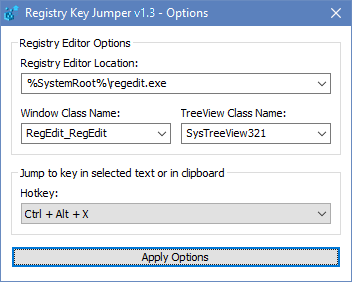 Registry Key Jumper v1.3 - Options
Registry Editor Options
Registry Editor Location:
%SystemRoot%\regedit.exe
Window Class Name: TreeView Class Name:
RegEdit_RegEdit SysTreeView321
Jump to key in selected text or in clipboard
Hotkey:
Ctrl + Alt + X
Apply Options